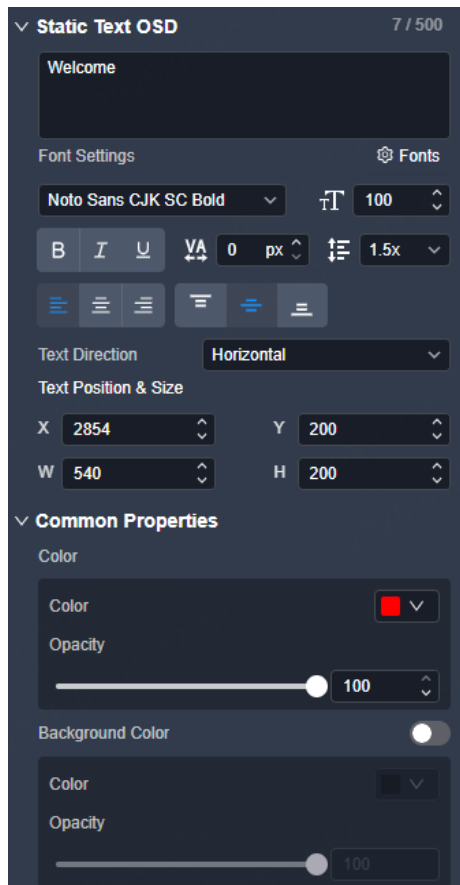 Static Text OSD 7 / 500
Welcome
Font Settings Fonts
Noto Sans CJK SC Bold TT 100
B I U VA 0 px 1.5x
Text Direction Horizontal
Text Position & Size
X 2854 Y 200
W 540 H 200
Common Properties
Color
Color
Opacity
100
Background Color
Color
Opacity
100